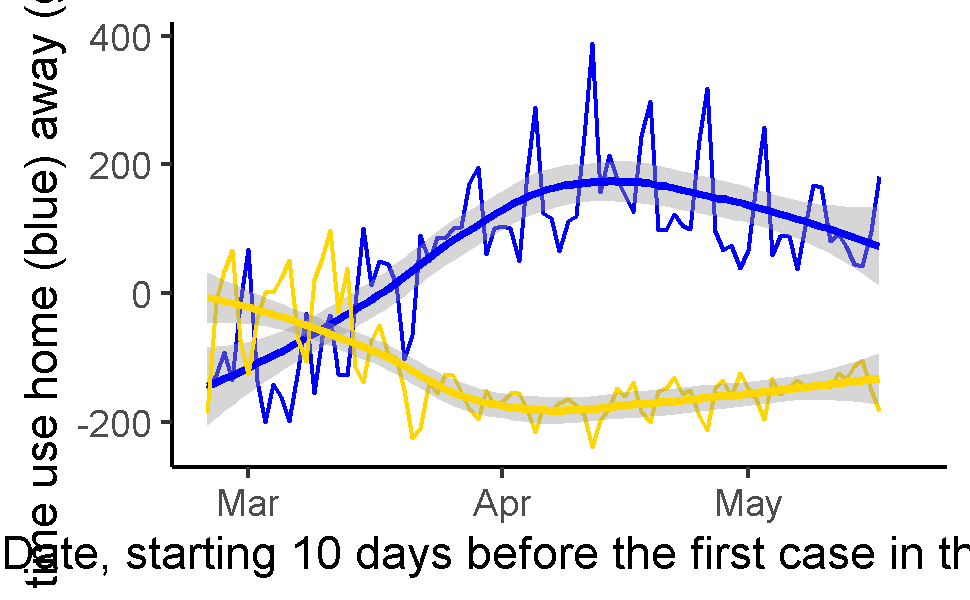 400
200
0
-200
time use home (blue) away (
Mar Apr May
Date, starting 10 days before the first case in th